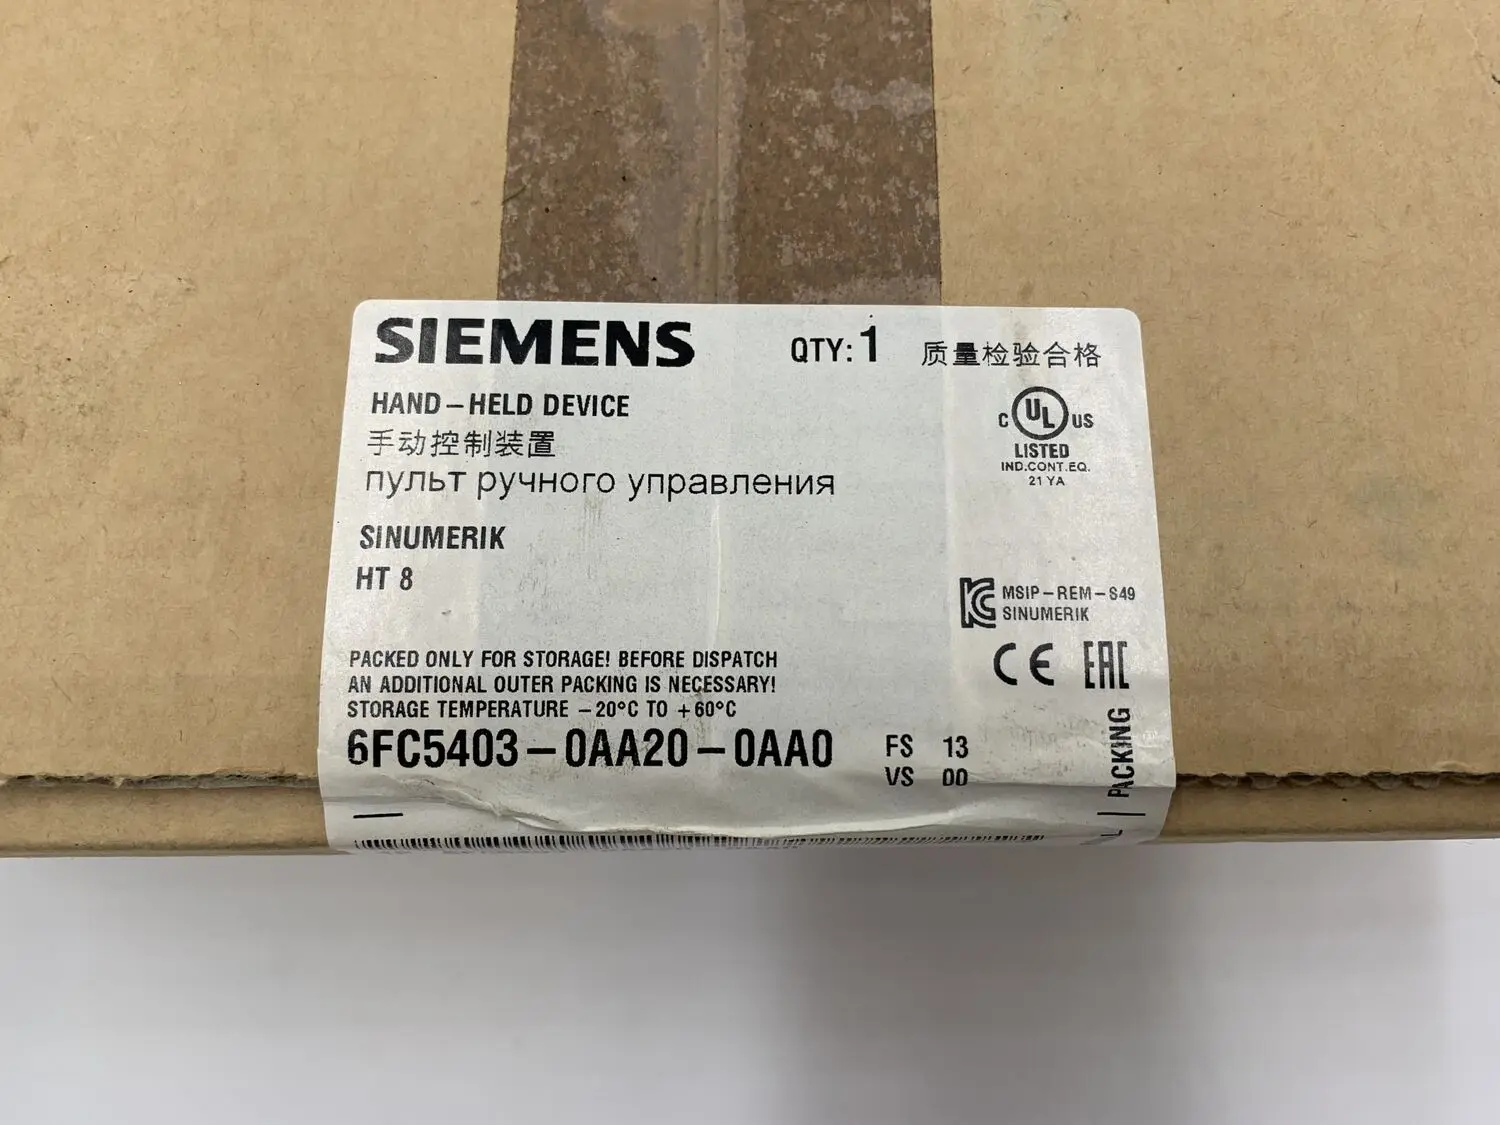 SIEMENS
QTY: 1
质量检验合格
HAND-HELD DEVICE
手动控制装置
пульт ручного управления
C UL US
LISTED
IND.CONT.EQ.
21 YA
SINUMERIK
HT 8
MSIP-REM-S49
SINUMERIK
CE EAC
PACKED ONLY FOR STORAGE! BEFORE DISPATCH
AN ADDITIONAL OUTER PACKING IS NECESSARY!
STORAGE TEMPERATURE -20°C TO +60°C
6FC5403-0AA20-0AA0
FS 13
VS 00
PACKING